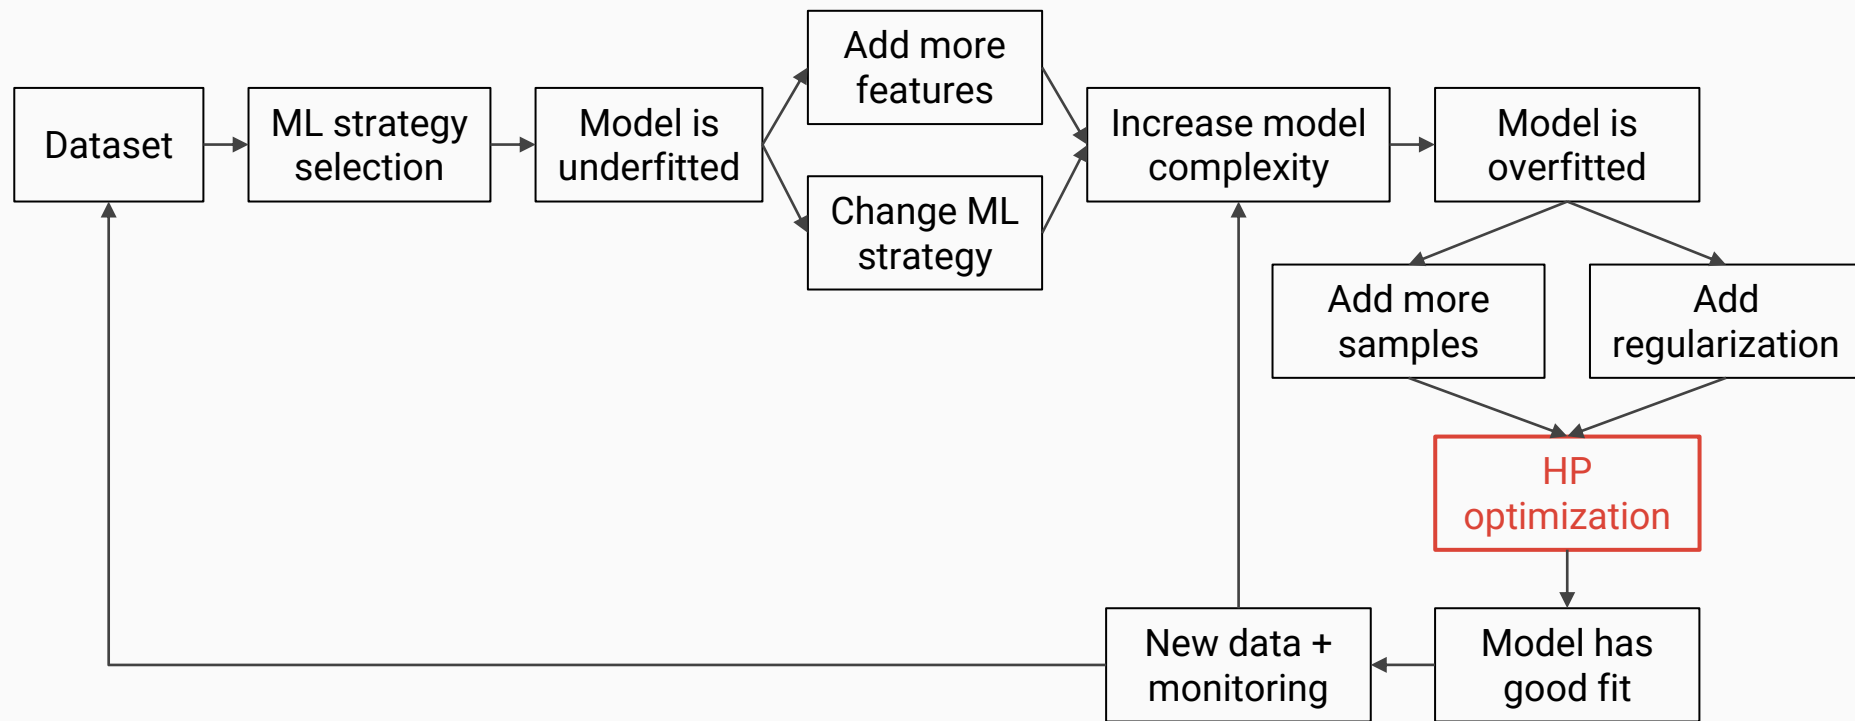 Dataset
ML strategy
selection
Model is
underfitted
Add more
features
Change ML
strategy
Increase model
complexity
Model is
overfitted
Add more
samples
Add
regularization
HP
optimization
Model has
good fit
New data +
monitoring